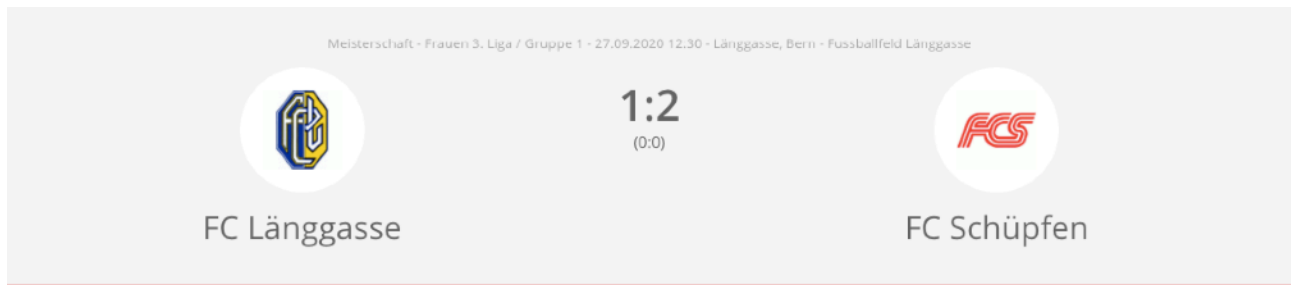 Meisterschaft - Frauen 3. Liga / Gruppe 1 - 27.09.2020 12.30 - Länggasse, Bern - Fussballfeld Länggasse
1:2
(0:0)
FCS
FC Länggasse
FC Schüpfen